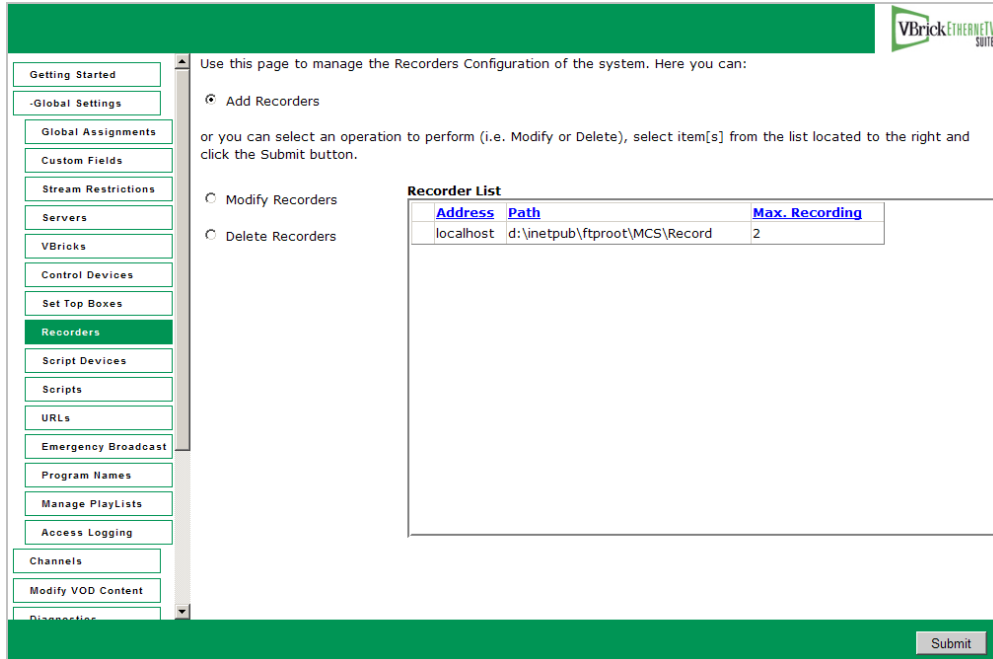 VBrick ETHERNETV
SUITE
Getting Started
-Global Settings
Global Assignments
Custom Fields
Stream Restrictions
Servers
VBricks
Control Devices
Set Top Boxes
Recorders
Script Devices
Scripts
URLs
Emergency Broadcast
Program Names
Manage PlayLists
Access Logging
Channels
Modify VOD Content
Diagnostics
Use this page to manage the Recorders Configuration of the system. Here you can:
Add Recorders
or you can select an operation to perform (i.e. Modify or Delete), select item[s] from the list located to the right and
click the Submit button.
Modify Recorders
Delete Recorders
Recorder List
Address Path Max. Recording
localhost d:\inetpub\ftproot\MCS\Record 2
Submit